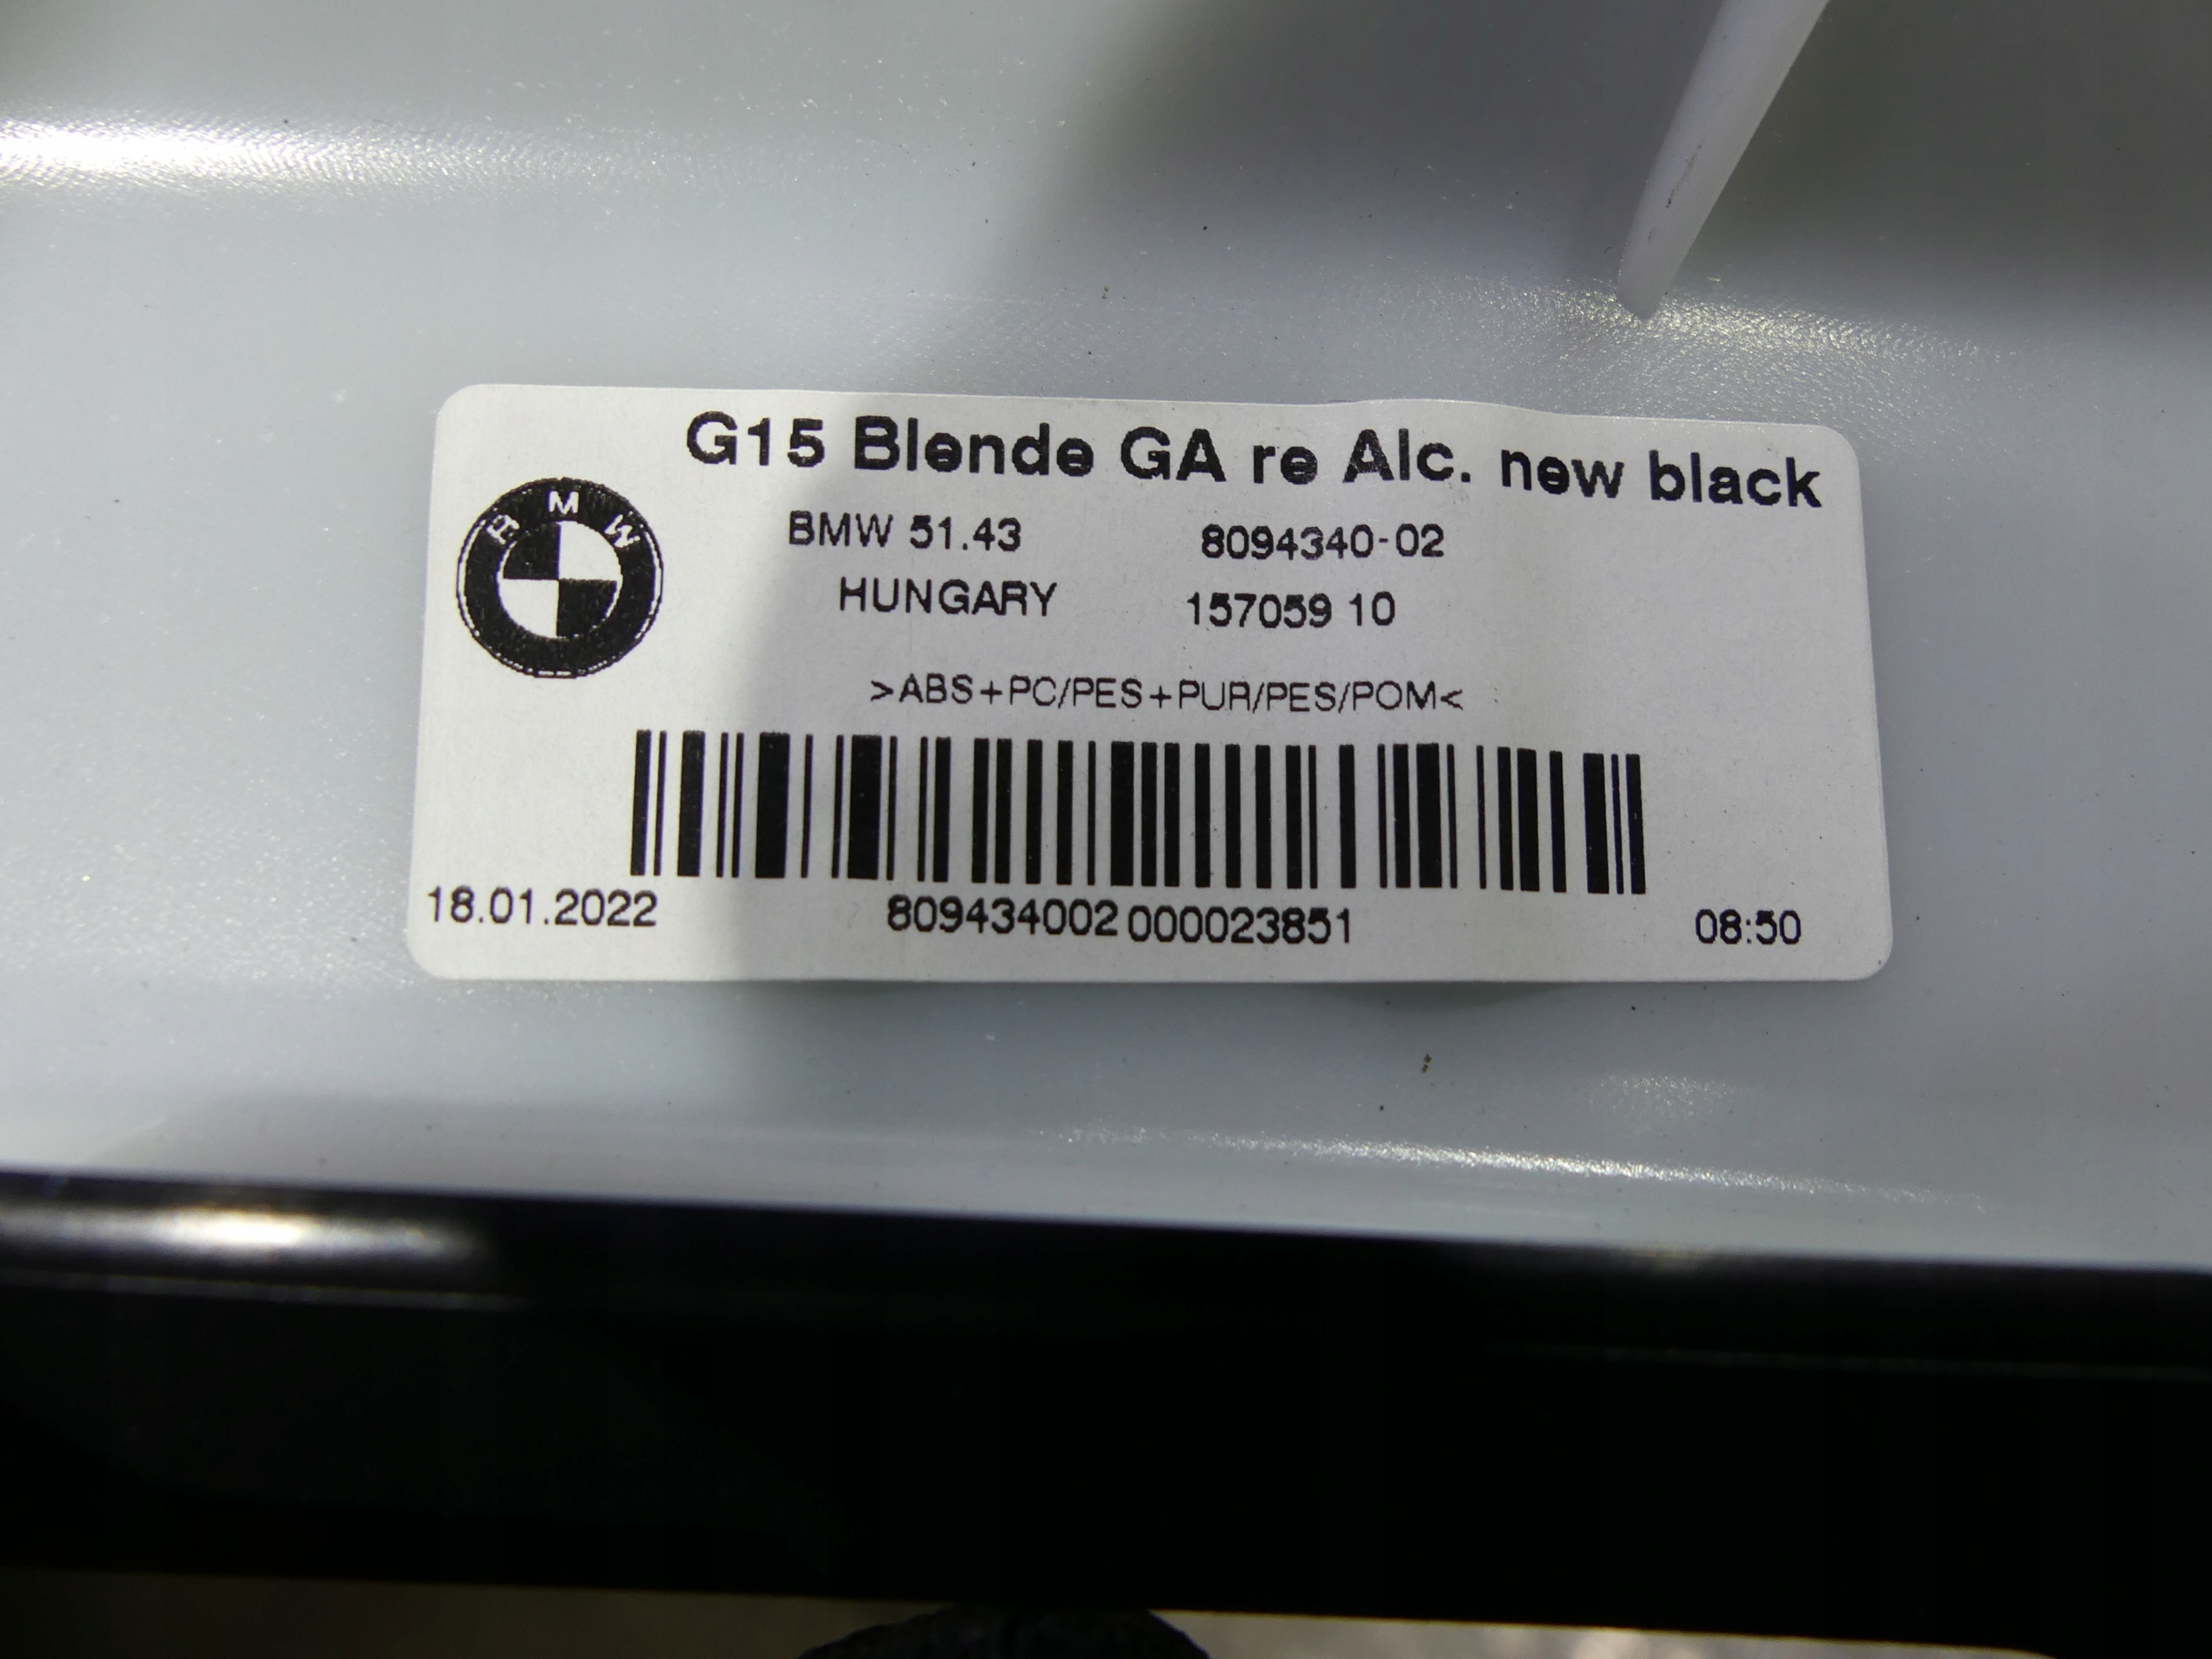 G15 Blende GA re Alc. new black
BMW
BMW 51.43 8094340-02
HUNGARY 157059 10
>ABS+PC/PES+PUR/PES/POM<
18.01.2022 809434002 000023851 08:50